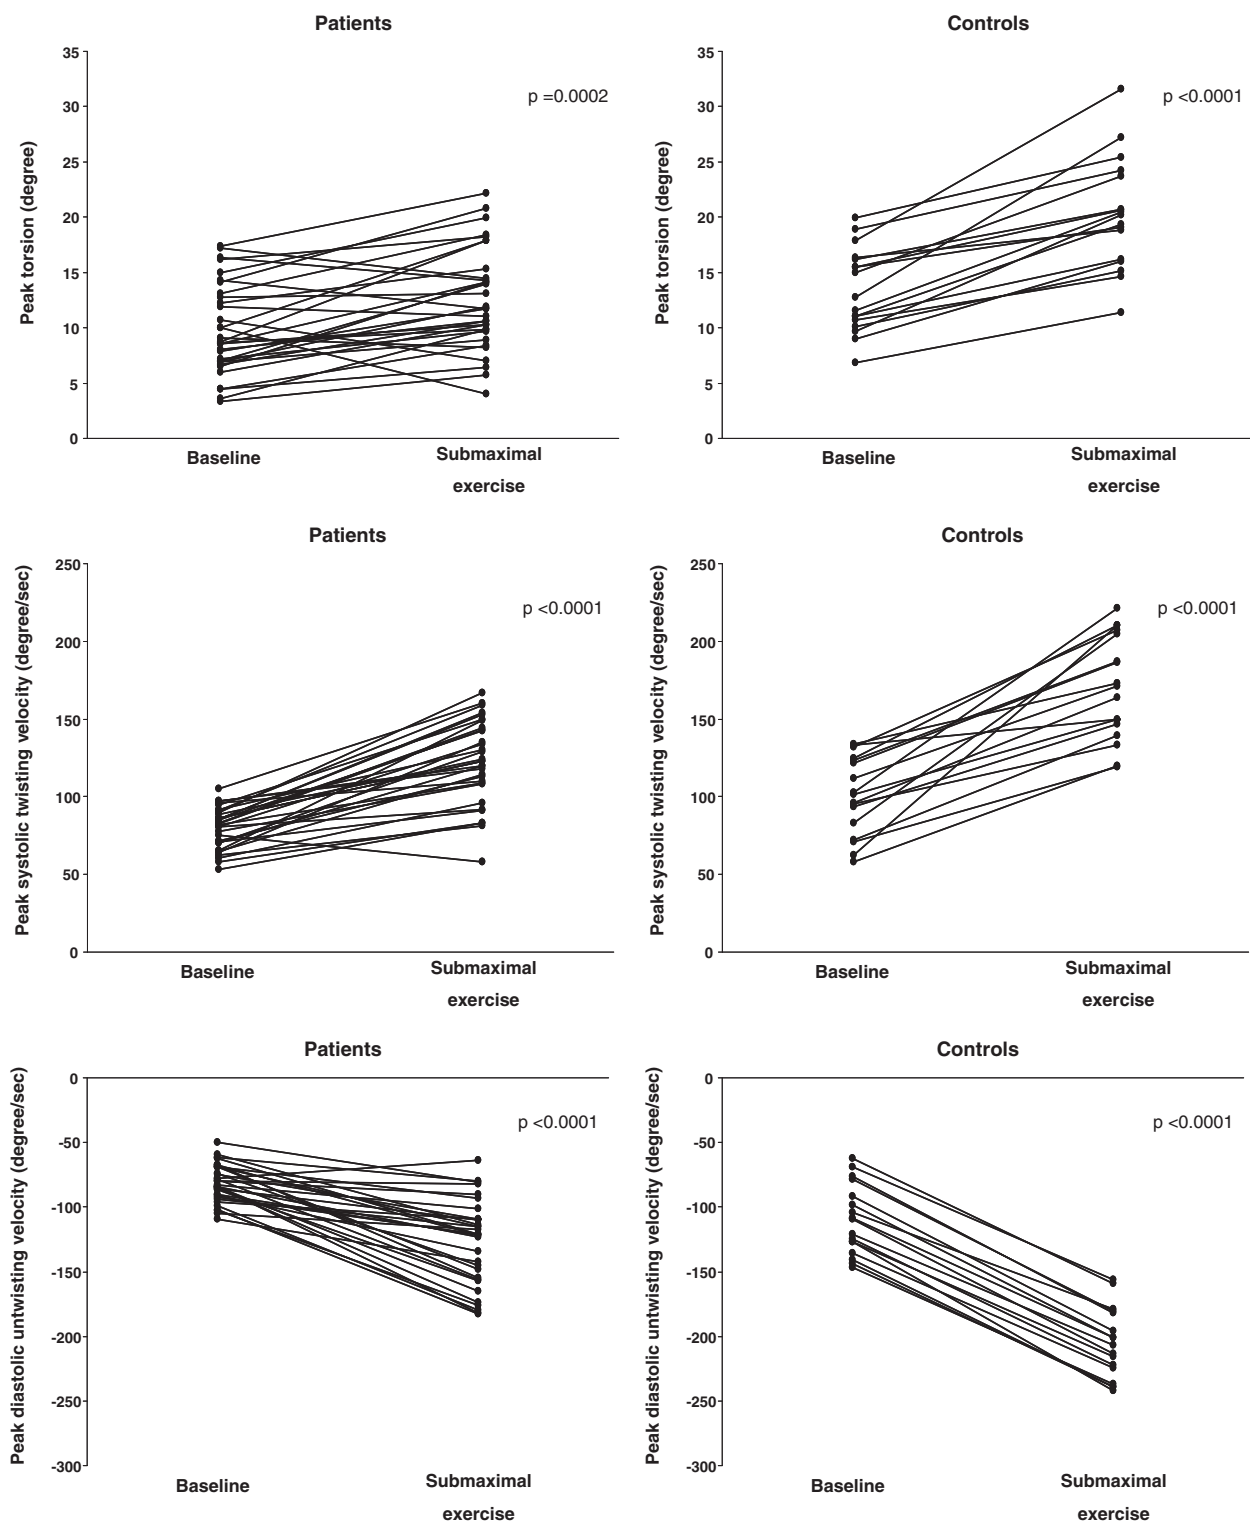 Patients
Controls
35
30
25
20
15
10
5
0
Peak torsion (degree)
p =0.0002
Baseline
Submaximal
exercise
35
30
25
20
15
10
5
0
Peak torsion (degree)
p <0.0001
Baseline
Submaximal
exercise
Patients
Controls
250
200
150
100
50
0
Peak systolic twisting velocity (degree/sec)
p <0.0001
Baseline
Submaximal
exercise
250
200
150
100
50
0
Peak systolic twisting velocity (degree/sec)
p <0.0001
Baseline
Submaximal
exercise
Patients
Controls
0
-50
-100
-150
-200
-250
-300
Peak diastolic untwisting velocity (degree/sec)
p <0.0001
Baseline
Submaximal
exercise
0
-50
-100
-150
-200
-250
-300
Peak diastolic untwisting velocity (degree/sec)
p <0.0001
Baseline
Submaximal
exercise